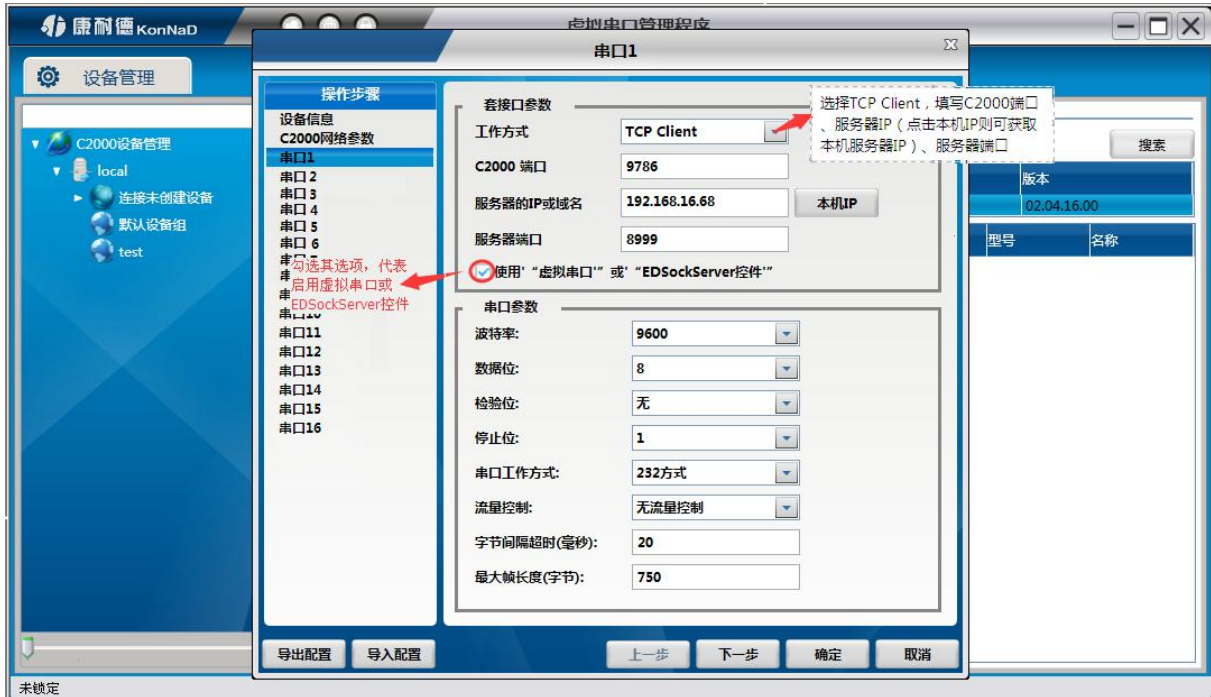 康耐德 KonNaD
虚拟串口管理程序
设备管理
C2000设备管理
local
连接未创建设备
默认设备组
test
串口1
操作步骤
设备信息
C2000网络参数
串口1
串口 2
串口 3
串口 4
串口 5
串口 6
串口11
串口12
串口13
串口14
串口15
串口16
勾选其选项，代表
启用虚拟串口或
EDSockServer控件
套接口参数
工作方式 TCP Client
C2000 端口 9786
服务器的IP或域名 192.168.16.68 本机IP
服务器端口 8999
使用' “虚拟串口'” 或' “EDSockServer控件'”
串口参数
波特率: 9600
数据位: 8
检验位: 无
停止位: 1
串口工作方式: 232方式
流量控制: 无流量控制
字节间隔超时(毫秒): 20
最大帧长度(字节): 750
选择TCP Client，填写C2000端口
、服务器IP（点击本机IP则可获取
本机服务器IP）、服务器端口
搜索
版本
02.04.16.00
型号 名称
导出配置 导入配置 上一步 下一步 确定 取消
未锁定